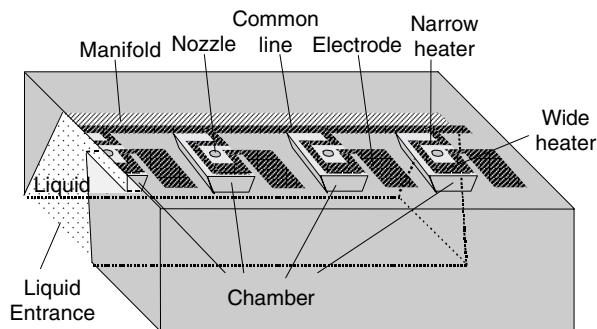 Manifold
Nozzle
Common
line
Electrode
Narrow
heater
Wide
heater
Liquid
Liquid
Entrance
Chamber